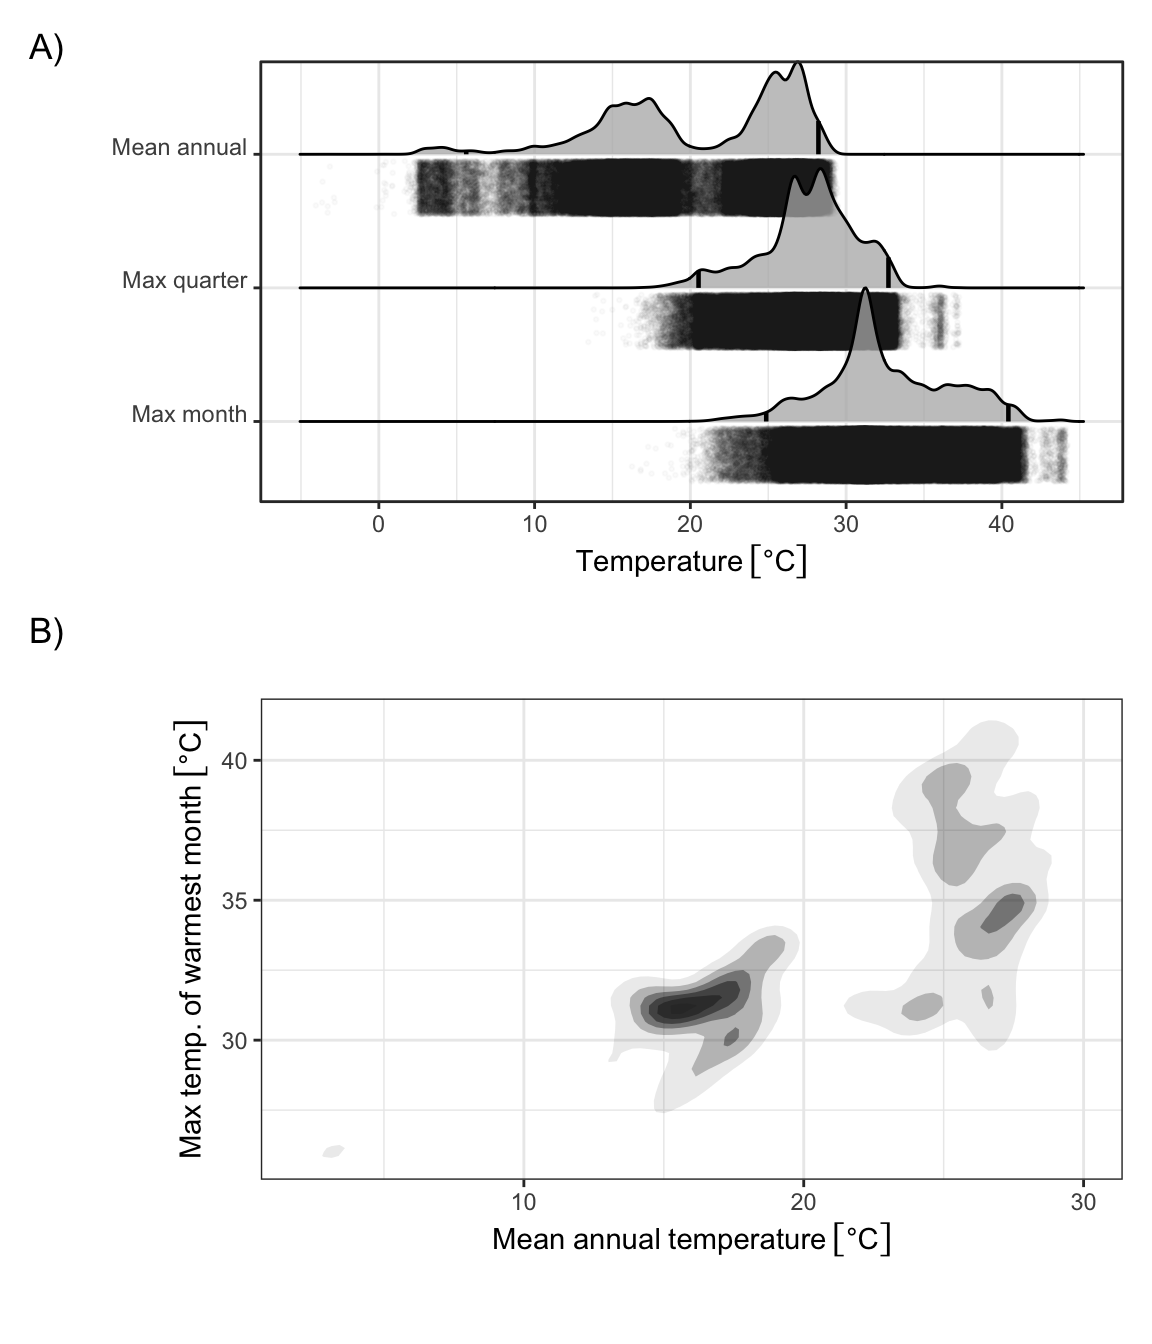 A)
Mean annual
Max quarter
Max month
0 10 20 30 40
Temperature [°C]
B)
Max temp. of warmest month [°C]
40
35
30
10 20 30
Mean annual temperature [°C]